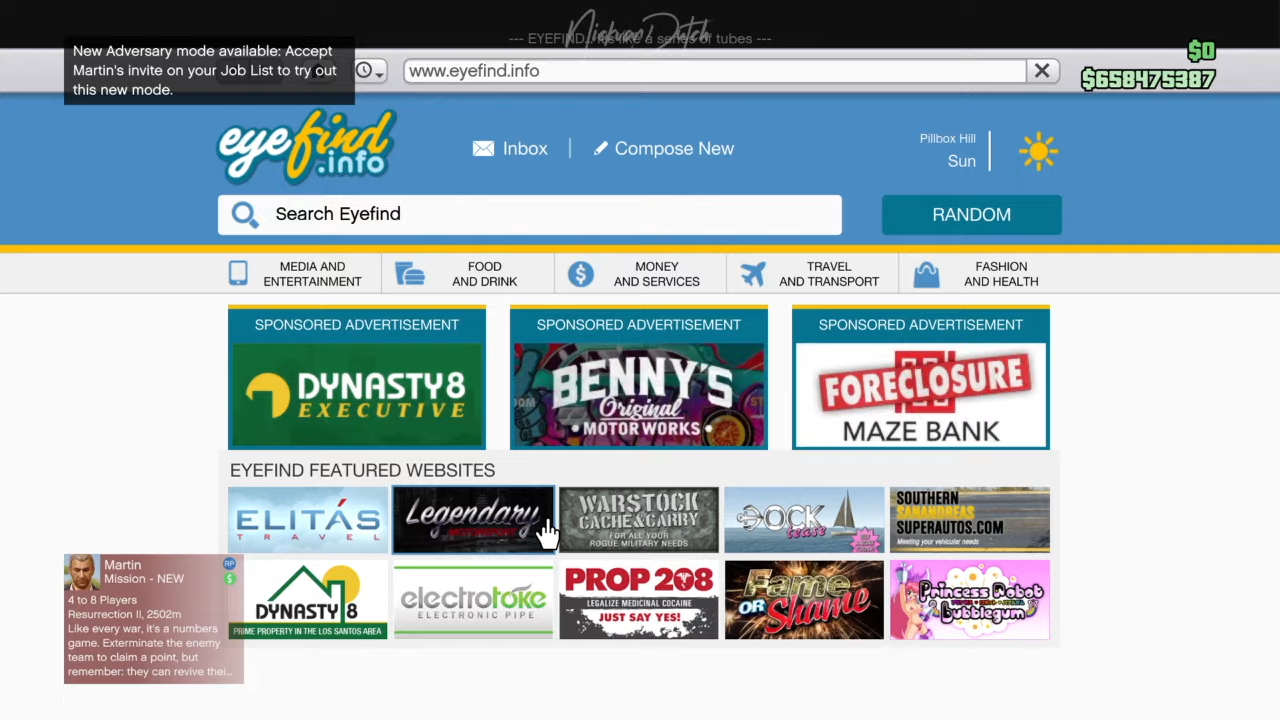 NickvanDutch
--- EYEFIND... It's like a series of tubes ---
New Adversary mode available: Accept
Martin's invite on your Job List to try out
this new mode.
www.eyefind.info
$0
$658475387
eyefind
.info
Inbox
Compose New
Pillbox Hill
Sun
Search Eyefind
RANDOM
MEDIA AND
ENTERTAINMENT
FOOD
AND DRINK
MONEY
AND SERVICES
TRAVEL
AND TRANSPORT
FASHION
AND HEALTH
SPONSORED ADVERTISEMENT
SPONSORED ADVERTISEMENT
SPONSORED ADVERTISEMENT
DYNASTY 8
EXECUTIVE
BENNY'S
Original
MOTOR WORKS
FORECLOSURE
MAZE BANK
EYEFIND FEATURED WEBSITES
ELITÁS
TRAVEL
Legendary
WARSTOCK
CACHE & CARRY
FOR ALL YOUR
ROGUE MILITARY NEEDS
DOCK
tease
SOUTHERN
SANANDREAS
SUPERAUTOS.COM
Meeting your vehicular needs
Martin
Mission - NEW
RP
$
4 to 8 Players
Resurrection II, 2502m
Like every war, it's a numbers
game. Exterminate the enemy
team to claim a point, but
remember: they can revive thei...
DYNASTY 8
PRIME PROPERTY IN THE LOS SANTOS AREA
electrotoke
ELECTRONIC PIPE
PROP 208
LEGALIZE MEDICINAL COCAINE
JUST SAY YES!
Fame
OR Shame
Princess Robot
Bubblegum